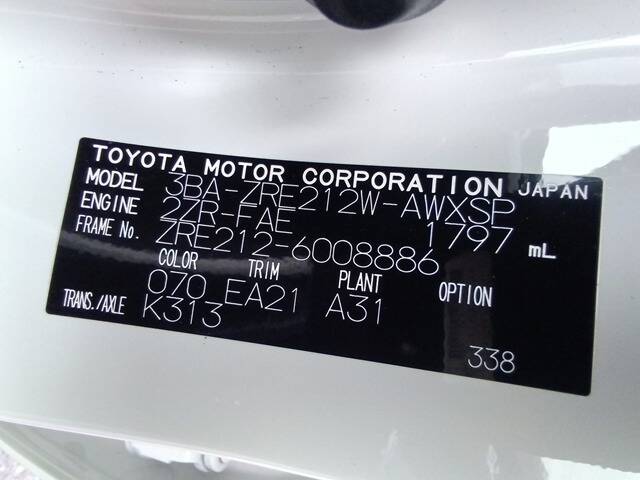 TOYOTA MOTOR CORPORATION JAPAN
MODEL 3BA-ZRE212W-AWXSP
ENGINE 2ZR-FAE 1797 mL
FRAME No. ZRE212-6008886
COLOR TRIM PLANT OPTION
070 EA21 A31
TRANS./AXLE K313
338